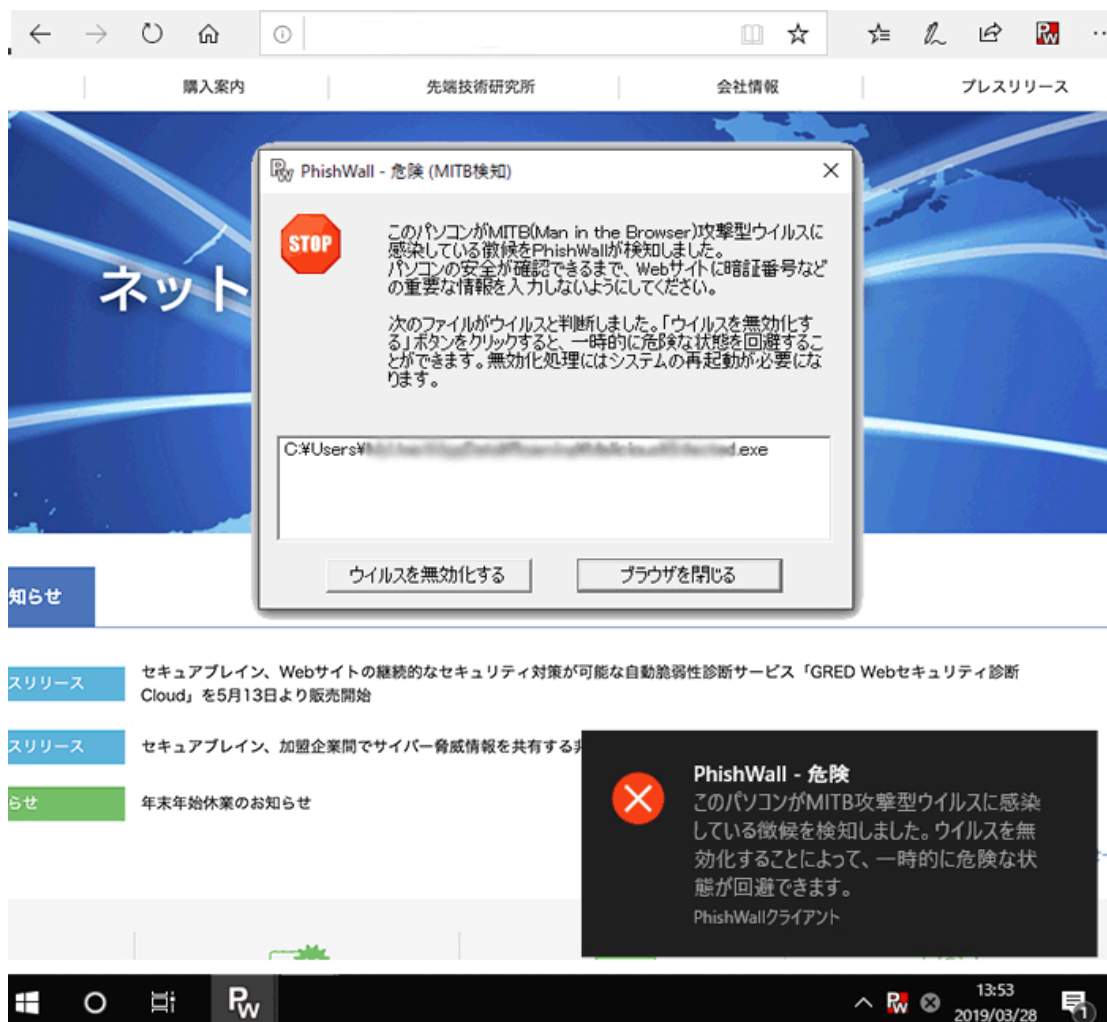 購入案内
先端技術研究所
会社情報
プレスリリース
ネット
PhishWall - 危険 (MITB検知)
STOP
このパソコンがMITB(Man in the Browser)攻撃型ウイルスに
感染している徴候をPhishWallが検知しました。
パソコンの安全が確認できるまで、Webサイトに暗証番号など
の重要な情報を入力しないようにしてください。
次のファイルがウイルスと判断しました。「ウイルスを無効化す
る」ボタンをクリックすると、一時的に危険な状態を回避するこ
とができます。無効化処理にはシステムの再起動が必要にな
ります。
C:¥Users¥ .exe
ウイルスを無効化する
ブラウザを閉じる
知らせ
スリリース
セキュアブレイン、Webサイトの継続的なセキュリティ対策が可能な自動脆弱性診断サービス「GRED Webセキュリティ診断
Cloud」を5月13日より販売開始
スリリース
セキュアブレイン、加盟企業間でサイバー脅威情報を共有する
らせ
年末年始休業のお知らせ
PhishWall - 危険
このパソコンがMITB攻撃型ウイルスに感染
している徴候を検知しました。ウイルスを無
効化することによって、一時的に危険な状
態が回避できます。
PhishWallクライアント
PW
PW
13:53
2019/03/28
1